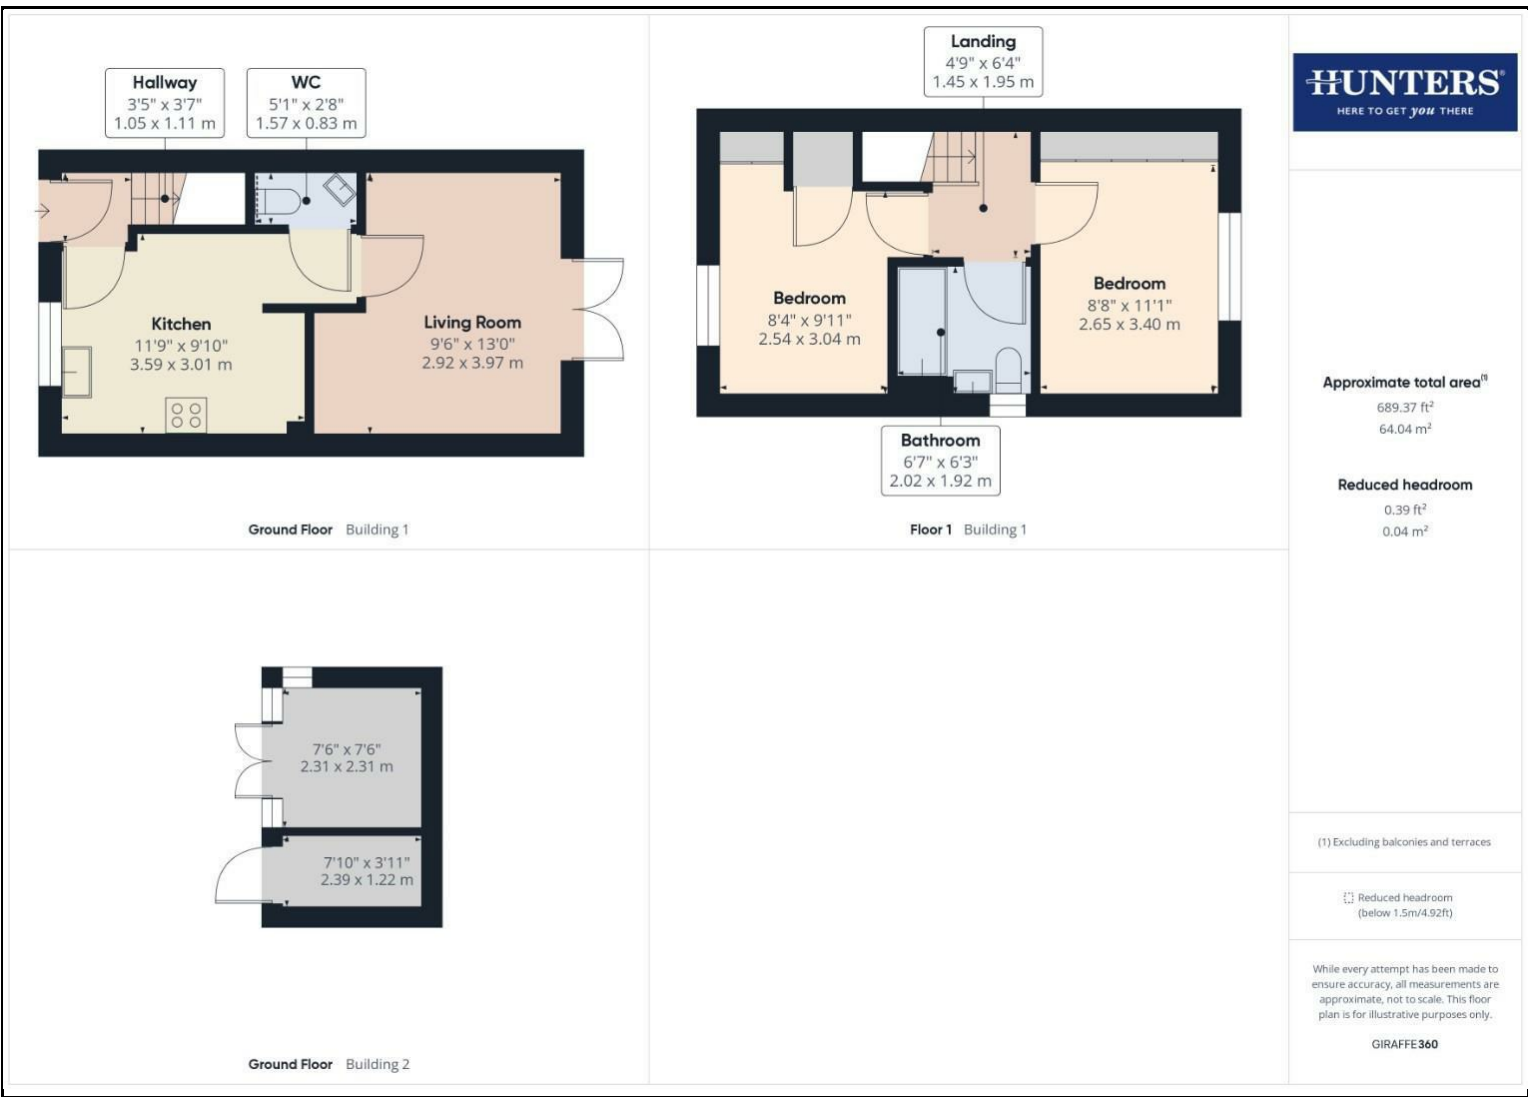 Hallway
3'5" x 3'7"
1.05 x 1.11 m
WC
5'1" x 2'8"
1.57 x 0.83 m
Kitchen
11'9" x 9'10"
3.59 x 3.01 m
Living Room
9'6" x 13'0"
2.92 x 3.97 m
Ground Floor Building 1
Landing
4'9" x 6'4"
1.45 x 1.95 m
Bedroom
8'4" x 9'11"
2.54 x 3.04 m
Bedroom
8'8" x 11'1"
2.65 x 3.40 m
Bathroom
6'7" x 6'3"
2.02 x 1.92 m
Floor 1 Building 1
7'6" x 7'6"
2.31 x 2.31 m
7'10" x 3'11"
2.39 x 1.22 m
Ground Floor Building 2
HUNTERS®
HERE TO GET you THERE
Approximate total area(1)
689.37 ft²
64.04 m²
Reduced headroom
0.39 ft²
0.04 m²
(1) Excluding balconies and terraces
Reduced headroom
(below 1.5m/4.92ft)
While every attempt has been made to
ensure accuracy, all measurements are
approximate, not to scale. This floor
plan is for illustrative purposes only.
GIRAFFE360